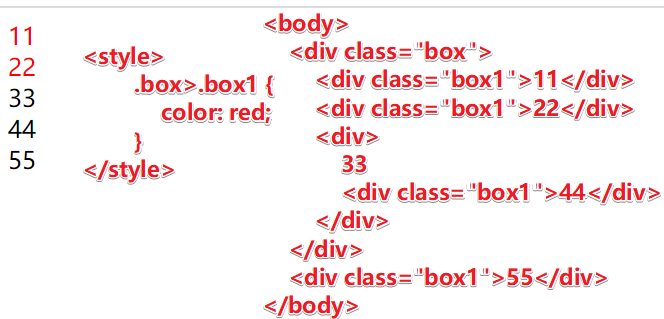 11
22
33
44
55
<style>
.box>.box1 {
color: red;
}
</style>
<body>
<div class="box">
<div class="box1">11</div>
<div class="box1">22</div>
<div>
33
<div class="box1">44</div>
</div>
</div>
<div class="box1">55</div>
</body>